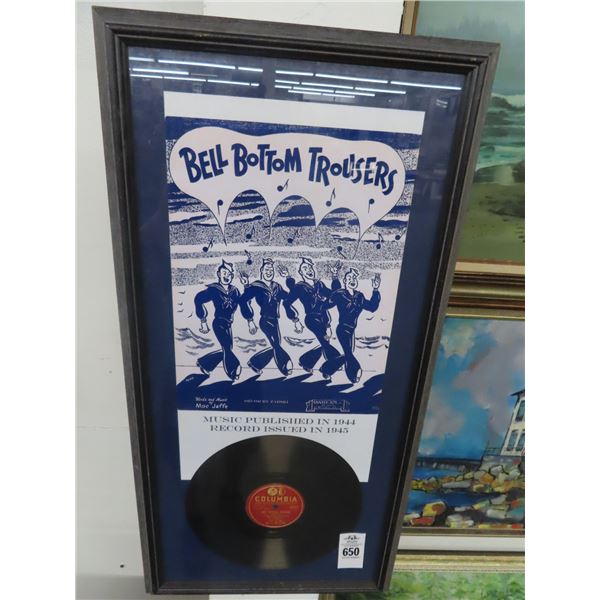 BELL BOTTOM TROUSERS
Words and Music
Moe Jaffe
MUSIC PUBLISHED IN 1944
RECORD ISSUED IN 1945
COLUMBIA
650